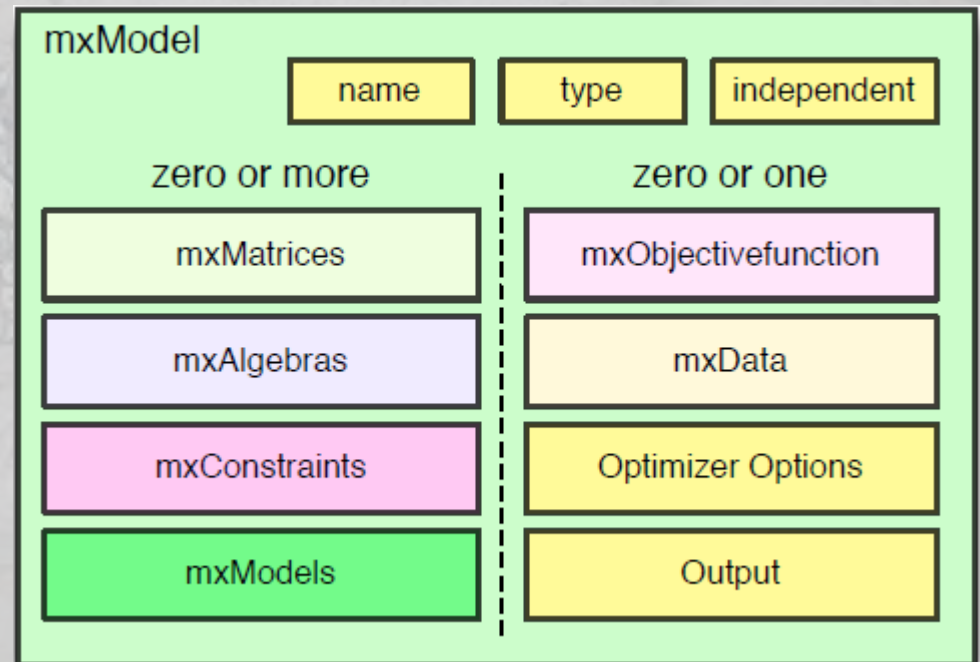 mxModel
name type independent
zero or more zero or one
mxMatrices mxObjectivefunction
mxAlgebras mxData
mxConstraints Optimizer Options
mxModels Output